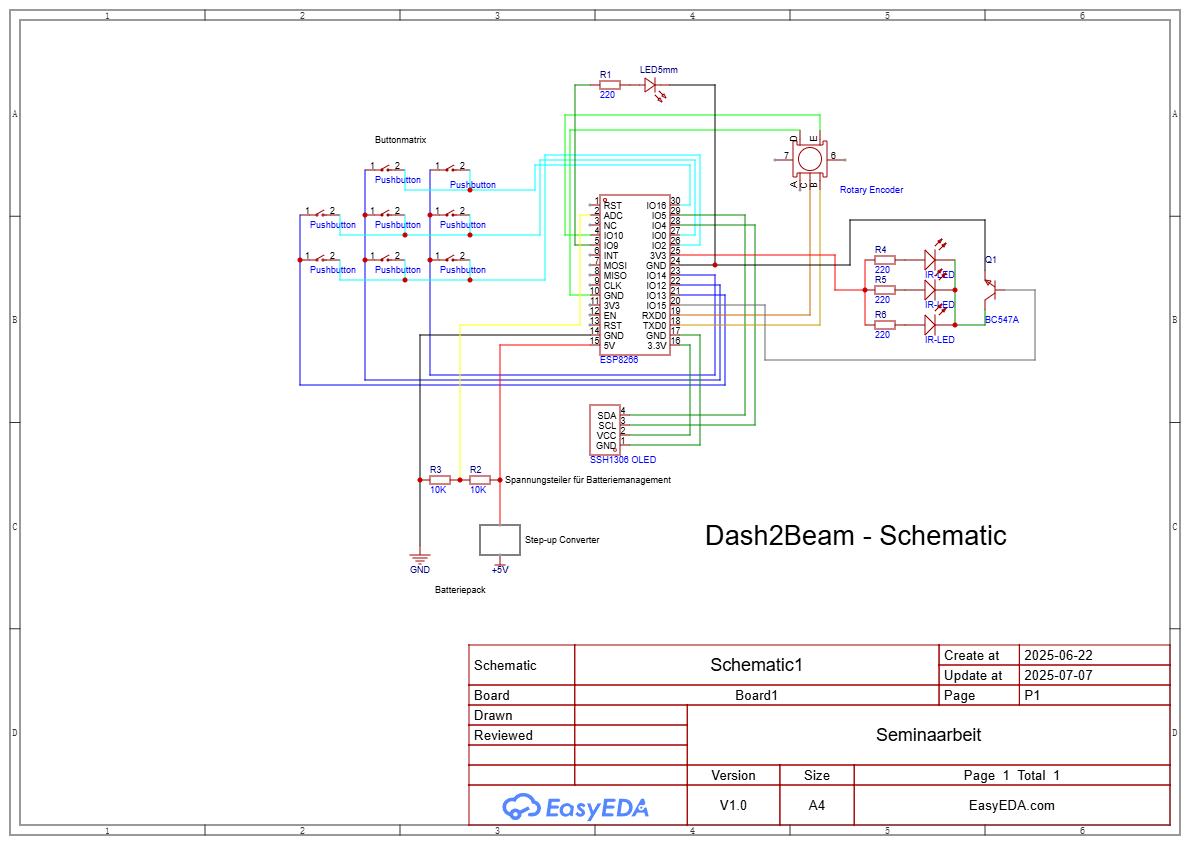 1 2 3 4 5 6
A A
B B
C C
D D
R1
220
LED5mm
Buttonmatrix
1 2
Pushbutton
1 2
Pushbutton
1 2
Pushbutton
1 2
Pushbutton
1 2
Pushbutton
1 2
Pushbutton
1 2
Pushbutton
1 2
Pushbutton
D E
7 6
A C B
Rotary Encoder
1 RST IO16 30
2 ADC IO5 29
3 NC IO4 28
4 IO10 IO0 27
5 IO9 IO2 26
6 INT 3V3 25
7 MOSI GND 24
8 MISO IO14 23
9 CLK IO12 22
10 GND IO13 21
11 3V3 IO15 20
12 EN RXD0 19
13 RST TXD0 18
14 GND GND 17
15 5V 3.3V 16
ESP8266
R4
220
IR-LED
R5
220
IR-LED
R6
220
IR-LED
Q1
BC547A
SDA 4
SCL 3
VCC 2
GND 1
SSH1306 OLED
R3
10K
R2
10K
Spannungsteiler für Batteriemanagement
Step-up Converter
GND
+5V
Batteriepack
Dash2Beam - Schematic
Schematic Schematic1
Create at 2025-06-22
Update at 2025-07-07
Board Board1
Page P1
Drawn
Reviewed
Seminaarbeit
Version Size Page 1 Total 1
EasyEDA V1.0 A4 EasyEDA.com
1 2 3 4 5 6